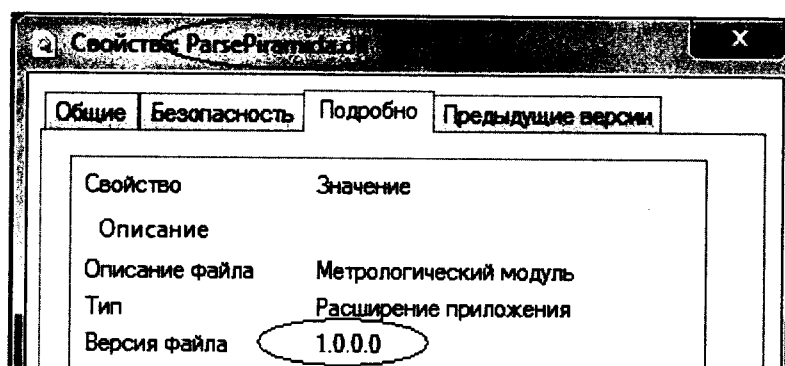 Свойства: ParsePiramida.dll
Общие Безопасность Подробно Предыдущие версии
Свойство Значение
Описание
Описание файла Метрологический модуль
Тип Расширение приложения
Версия файла 1.0.0.0